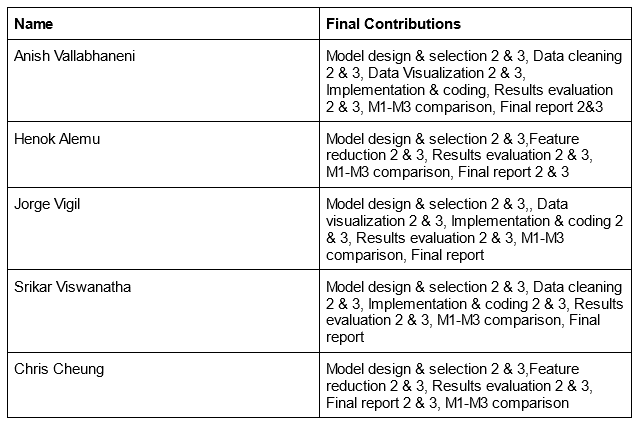 Name
Final Contributions
Anish Vallabhaneni
Model design & selection 2 & 3, Data cleaning
2 & 3, Data Visualization 2 & 3,
Implementation & coding, Results evaluation
2 & 3, M1-M3 comparison, Final report 2&3
Henok Alemu
Model design & selection 2 & 3,Feature
reduction 2 & 3, Results evaluation 2 & 3,
M1-M3 comparison, Final report 2 & 3
Jorge Vigil
Model design & selection 2 & 3,, Data
visualization 2 & 3, Implementation & coding 2
& 3, Results evaluation 2 & 3, M1-M3
comparison, Final report
Srikar Viswanatha
Model design & selection 2 & 3, Data cleaning
2 & 3, Implementation & coding 2 & 3, Results
evaluation 2 & 3, M1-M3 comparison, Final
report
Chris Cheung
Model design & selection 2 & 3,Feature
reduction 2 & 3, Results evaluation 2 & 3,
Final report 2 & 3, M1-M3 comparison